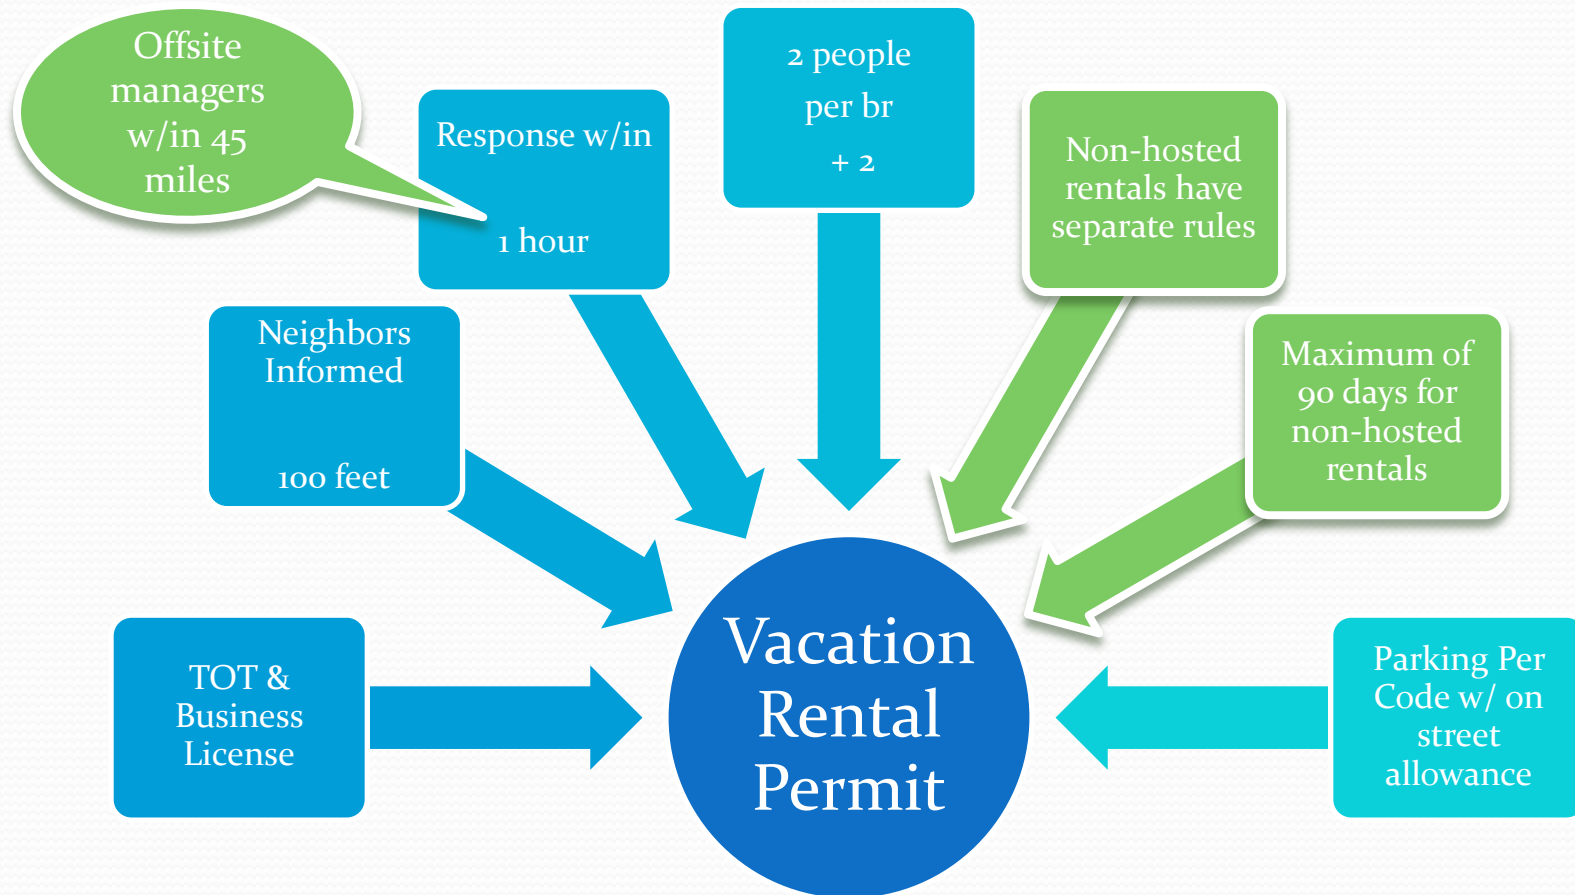 Offsite
managers
w/in 45
miles
Response w/in
1 hour
2 people
per br
+ 2
Non-hosted
rentals have
separate rules
Neighbors
Informed
100 feet
Maximum of
90 days for
non-hosted
rentals
TOT &
Business
License
Vacation
Rental
Permit
Parking Per
Code w/ on
street
allowance